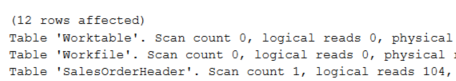 (12 rows affected)
Table 'Worktable'. Scan count 0, logical reads 0, physical
Table 'Workfile'. Scan count 0, logical reads 0, physical
Table 'SalesOrderHeader'. Scan count 1, logical reads 104,